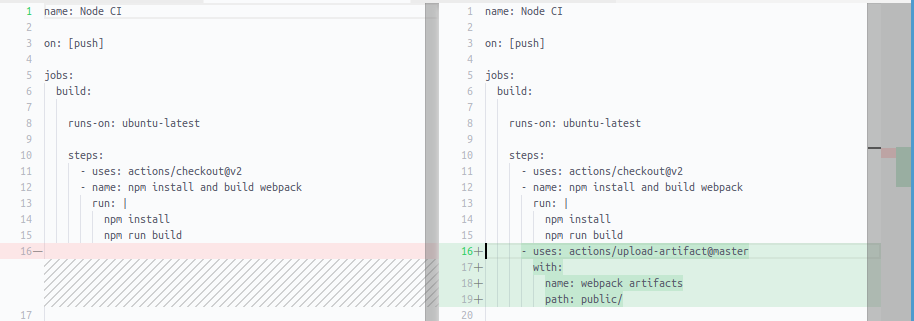 1 name: Node CI
2
3 on: [push]
4
5 jobs:
6 build:
7
8 runs-on: ubuntu-latest
9
10 steps:
11 - uses: actions/checkout@v2
12 - name: npm install and build webpack
13 run: |
14 npm install
15 npm run build
16—
17
1 name: Node CI
2
3 on: [push]
4
5 jobs:
6 build:
7
8 runs-on: ubuntu-latest
9
10 steps:
11 - uses: actions/checkout@v2
12 - name: npm install and build webpack
13 run: |
14 npm install
15 npm run build
16+ - uses: actions/upload-artifact@master
17+ with:
18+ name: webpack artifacts
19+ path: public/
20